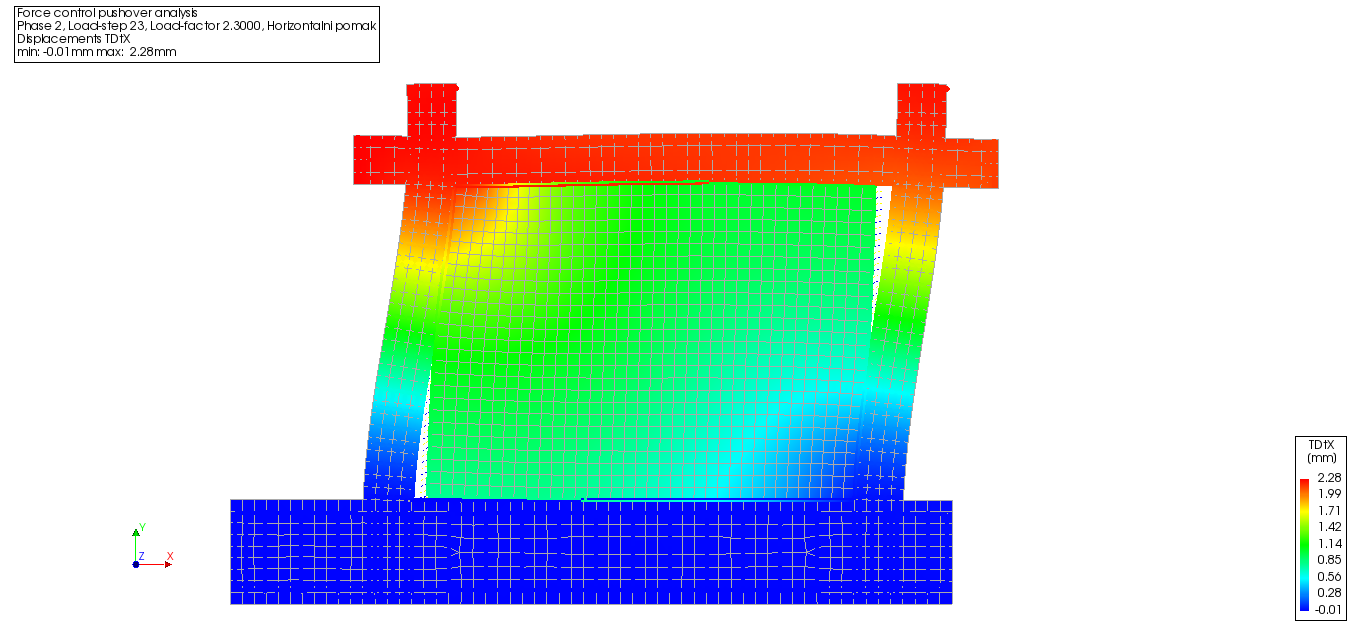 Force control pushover analysis
Phase 2, Load-step 23, Load-factor 2.3000, Horizontalni pomak
Displacements TDtX
min: -0.01mm max: 2.28mm
Y
Z
X
TDtX
(mm)
2.28
1.99
1.71
1.42
1.14
0.85
0.56
0.28
-0.01